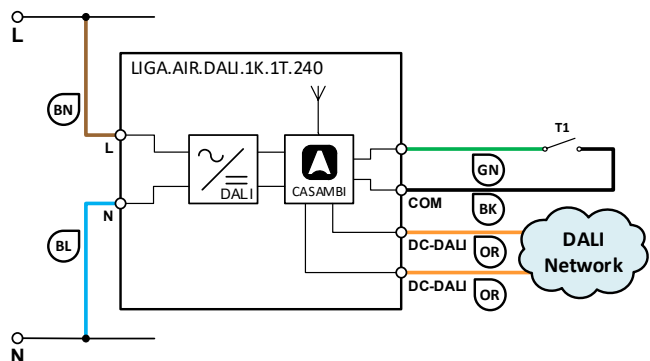 L
LIGA.AIR.DALI.1K.1T.240
BN
L
DALI
CASAMBI
T1
GN
COM
BK
N
BL
DC-DALI
OR
DALI
Network
DC-DALI
OR
N